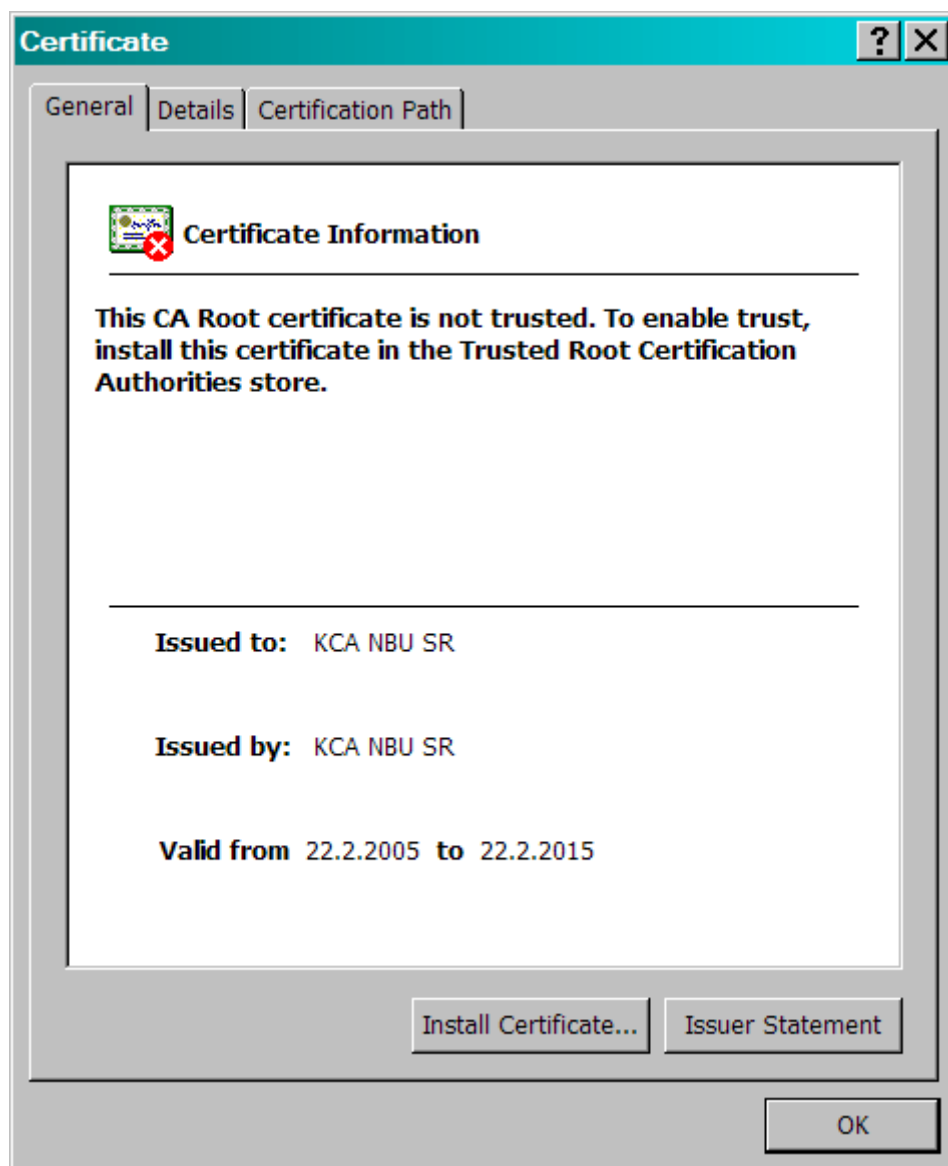 Certificate
General Details Certification Path
Certificate Information
This CA Root certificate is not trusted. To enable trust,
install this certificate in the Trusted Root Certification
Authorities store.
Issued to: KCA NBU SR
Issued by: KCA NBU SR
Valid from 22.2.2005 to 22.2.2015
Install Certificate... Issuer Statement
OK